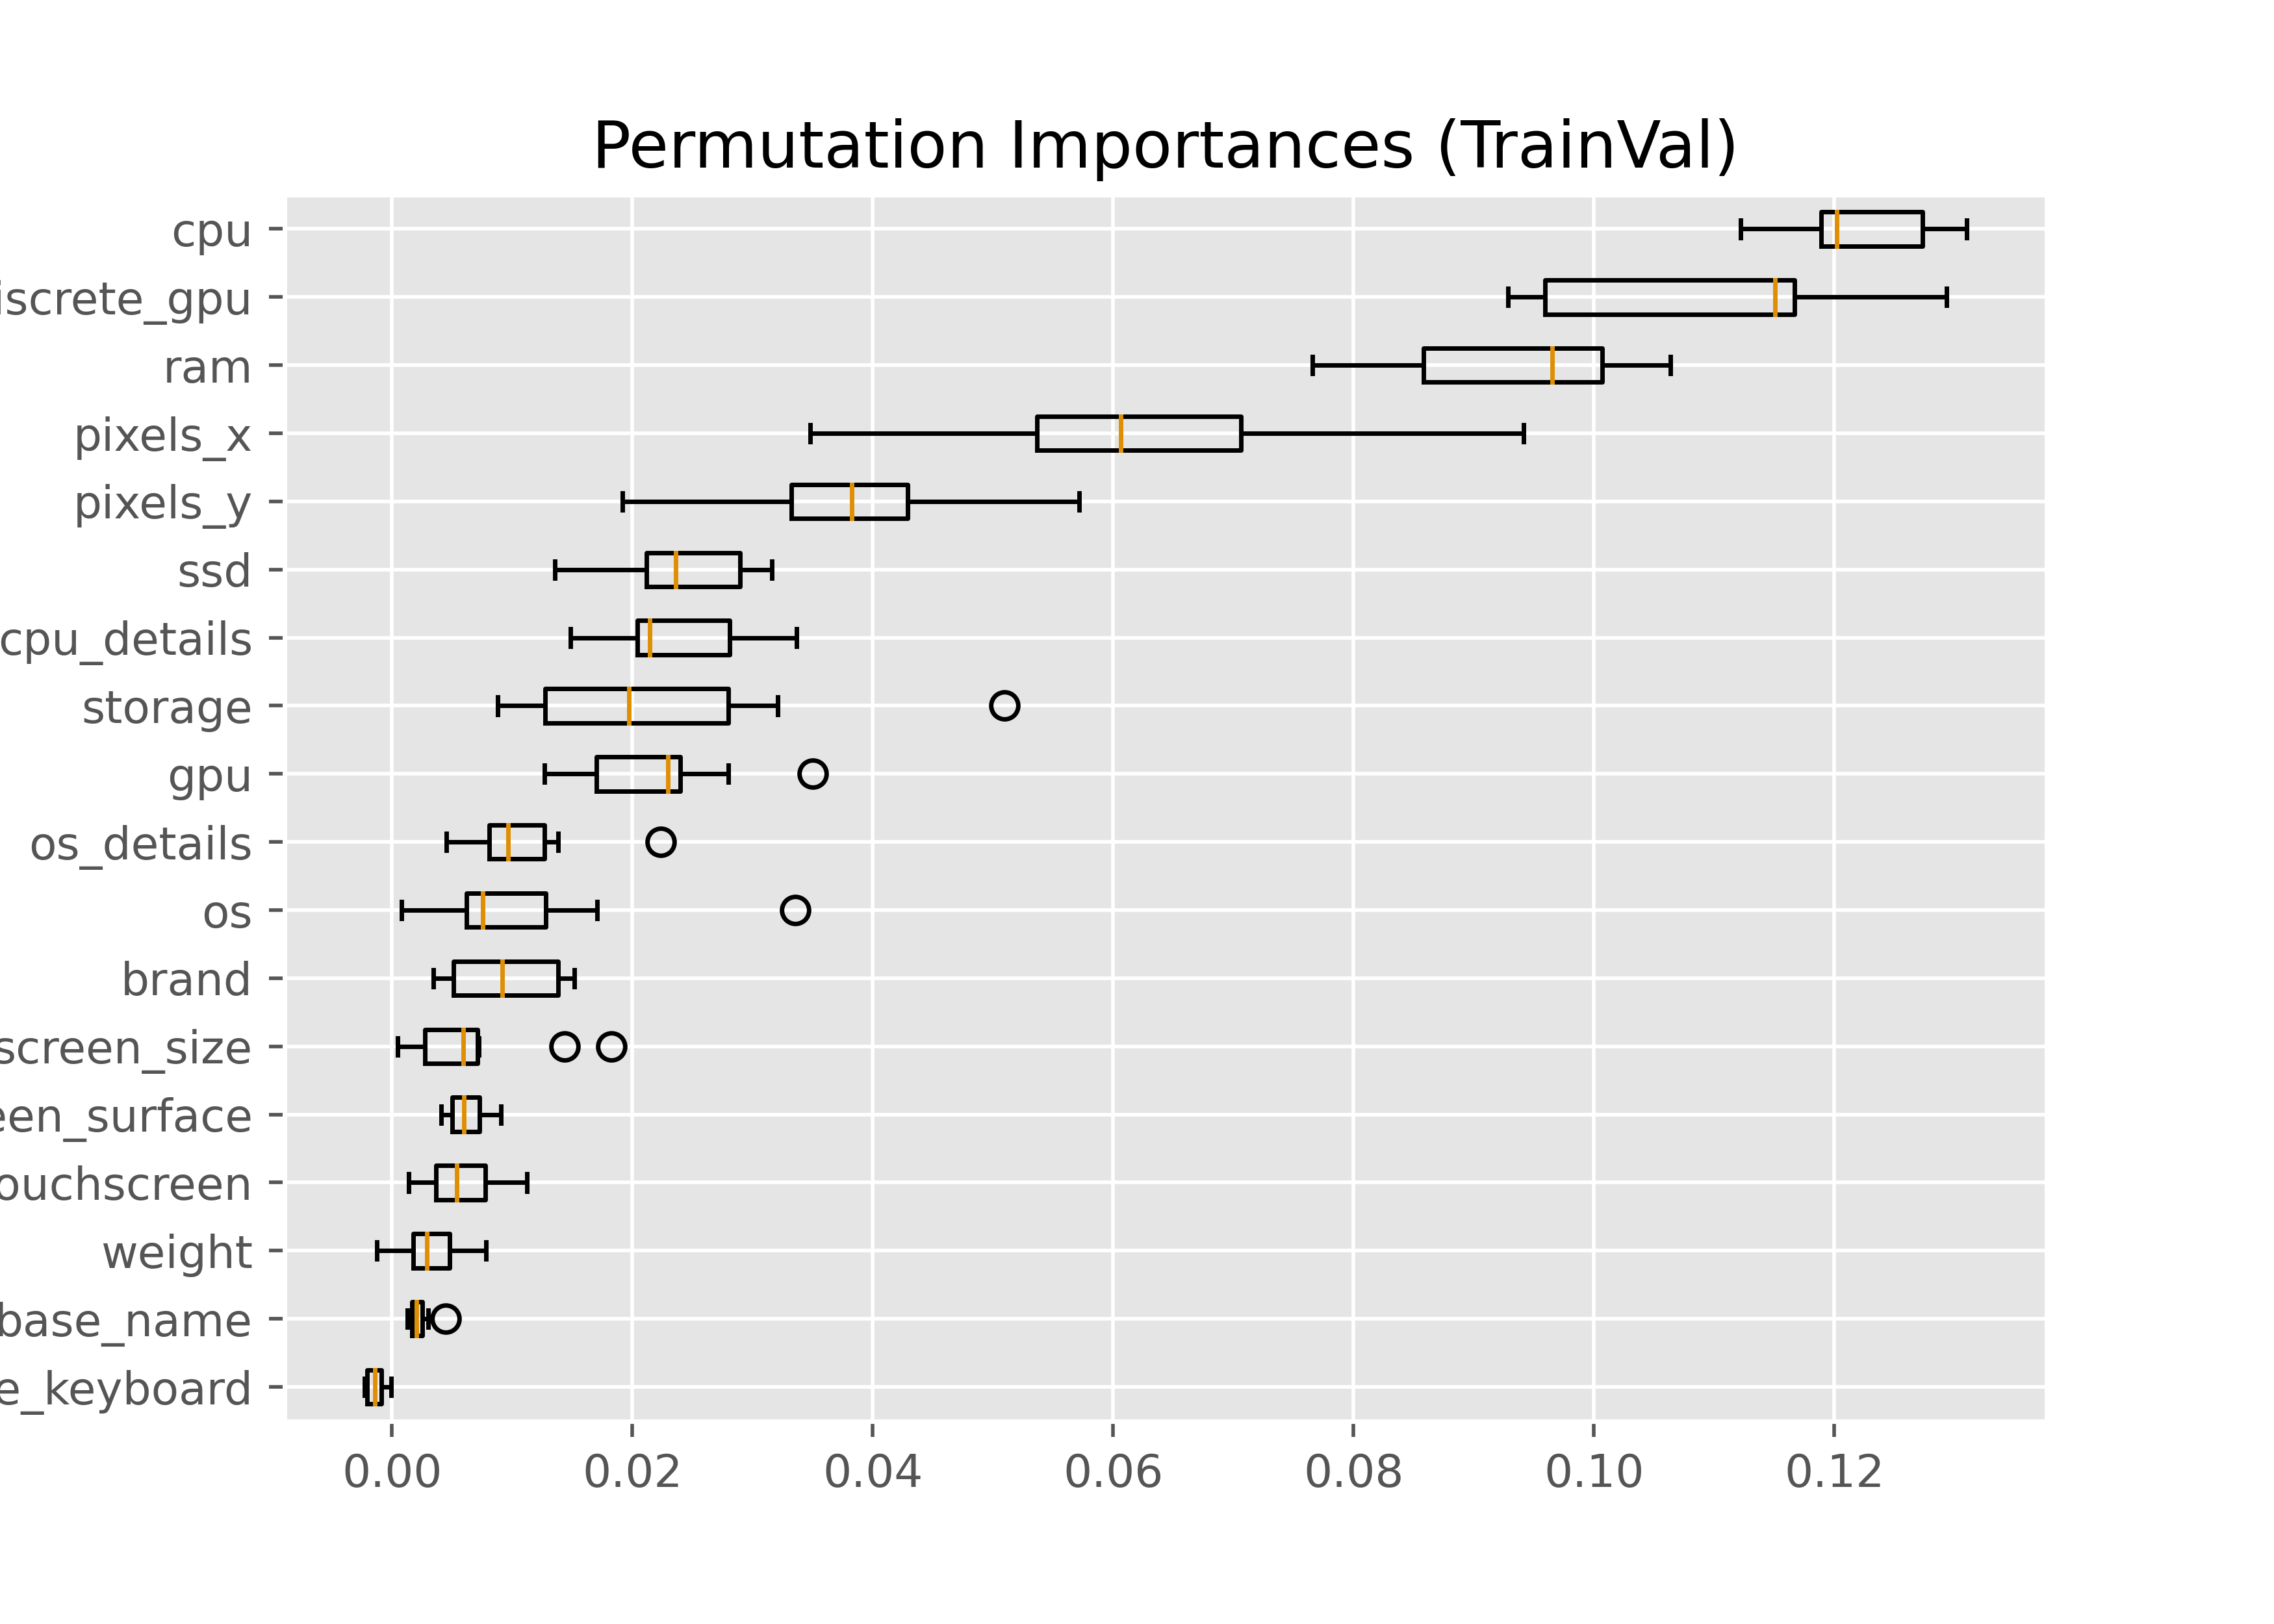 Permutation Importances (TrainVal)
cpu
iscrete_gpu
ram
pixels_x
pixels_y
ssd
cpu_details
storage
gpu
os_details
os
brand
screen_size
een_surface
ouchscreen
weight
base_name
e_keyboard
0.00 0.02 0.04 0.06 0.08 0.10 0.12